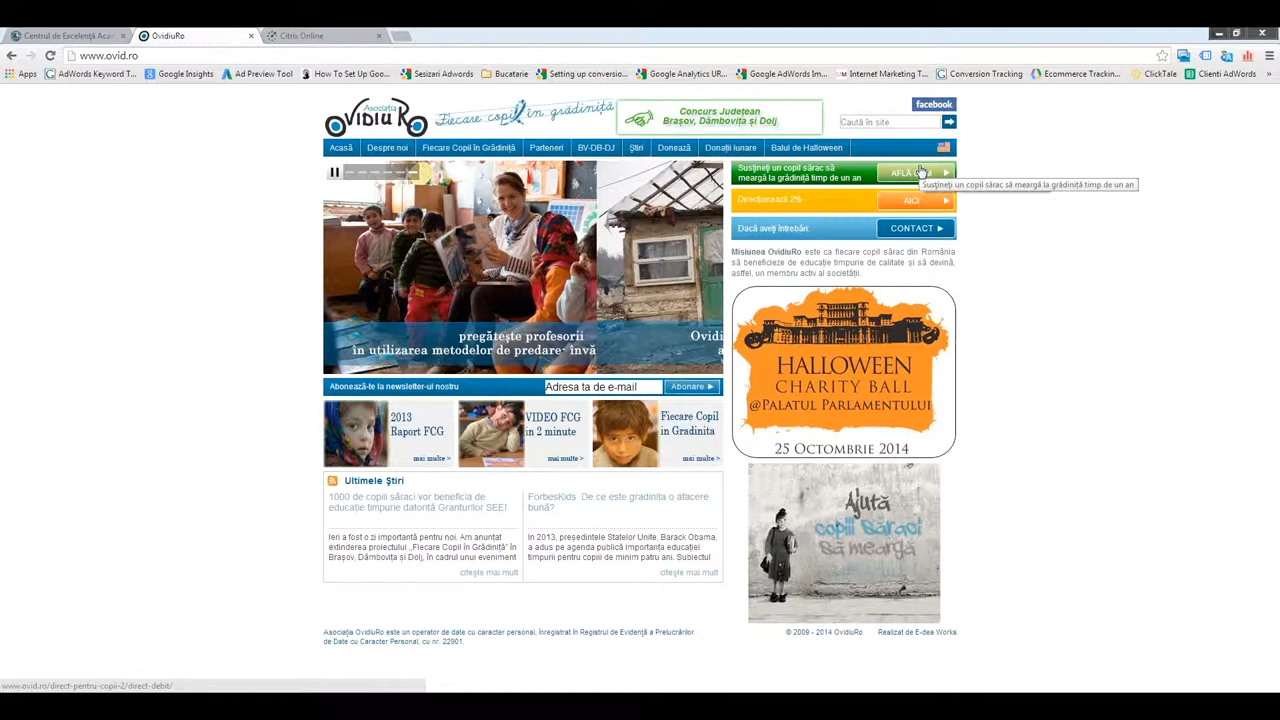 Centrul de Excelență Aca
OvidiuRo
Citrix Online
www.ovid.ro
Apps
AdWords Keyword T...
Google Insights
Ad Preview Tool
How To Set Up Goo...
Sesizari Adwords
Bucatarie
Setting up conversio...
Google Analytics UR...
Google AdWords Im...
Internet Marketing T...
Conversion Tracking
Ecommerce Trackin...
ClickTale
Clienti AdWords
»
Asociația
OVIDIU RO
Fiecare copil în grădiniță
Concurs Județean
Brașov, Dâmbovița și Dolj
facebook
Caută în site
Acasă
Despre noi
Fiecare Copil în Grădiniță
Parteneri
BV-DB-DJ
Știri
Donează
Donații lunare
Balul de Halloween
Susțineți un copil sărac să
meargă la grădiniță timp de un an
Susțineți un copil sărac să meargă la grădiniță timp de un an
Direcționează 2%
AICI
Dacă aveți întrebări:
CONTACT
Misiunea OvidiuRo este ca fiecare copil sărac din România
să beneficieze de educație timpurie de calitate și să devină,
astfel, un membru activ al societății.
pregătește profesorii
în utilizarea metodelor de predare- învă
Ovidi
a
HALLOWEEN
CHARITY BALL
@PALATUL PARLAMENTULUI
25 OCTOMBRIE 2014
Abonează-te la newsletter-ul nostru
Adresa ta de e-mail
Abonare
2013
Raport FCG
mai multe >
VIDEO FCG
in 2 minute
mai multe >
Fiecare Copil
in Gradinita
mai multe >
Ultimele Știri
1000 de copiii săraci vor beneficia de
educație timpurie datorită Granturilor SEE!
Ieri a fost o zi importantă pentru noi. Am anunțat
extinderea proiectului „Fiecare Copil în Grădiniță" în
Brașov, Dâmbovița și Dolj, în cadrul unui eveniment
citește mai mult
ForbesKids  De ce este gradinița o afacere
bună?
In 2013, președintele Statelor Unite, Barack Obama,
a adus pe agenda publică importanța educației
timpurii pentru copiii de minim patru ani. Subiectul
citește mai mult
Ajută
copiii săraci
să meargă
Asociația OvidiuRo este un operator de date cu caracter personal, înregistrat în Registrul de Evidență a Prelucrărilor
de Date cu Caracter Personal, cu nr. 22901.
© 2009 - 2014 OvidiuRo
Realizat de E-dea Works
www.ovid.ro/direct-pentru-copii-2/direct-debit/